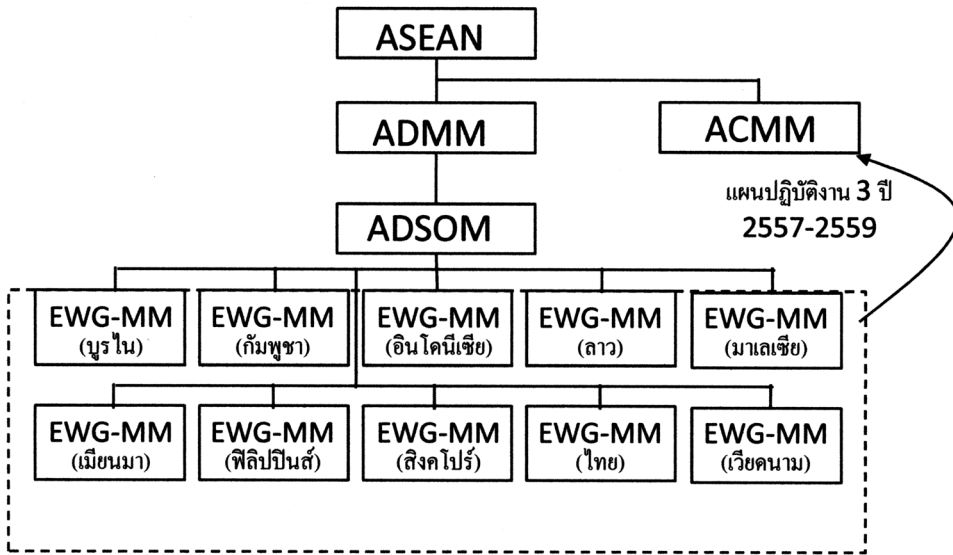 ASEAN
ADMM
ACMM
แผนปฏิบัติงาน 3 ปี
2557-2559
ADSOM
EWG-MM
(บูรไน)
EWG-MM
(กัมพูชา)
EWG-MM
(อินโดนีเซีย)
EWG-MM
(ลาว)
EWG-MM
(มาเลเซีย)
EWG-MM
(เมียนมา)
EWG-MM
(ฟิลิปปินส์)
EWG-MM
(สิงคโปร์)
EWG-MM
(ไทย)
EWG-MM
(เวียดนาม)